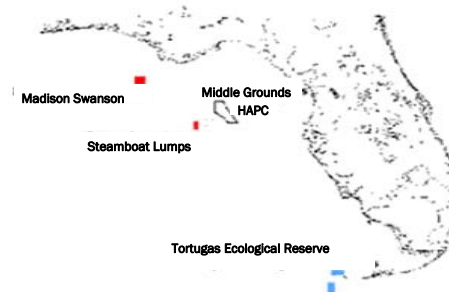 Madison Swanson
Middle Grounds
HAPC
Steamboat Lumps
Tortugas Ecological Reserve